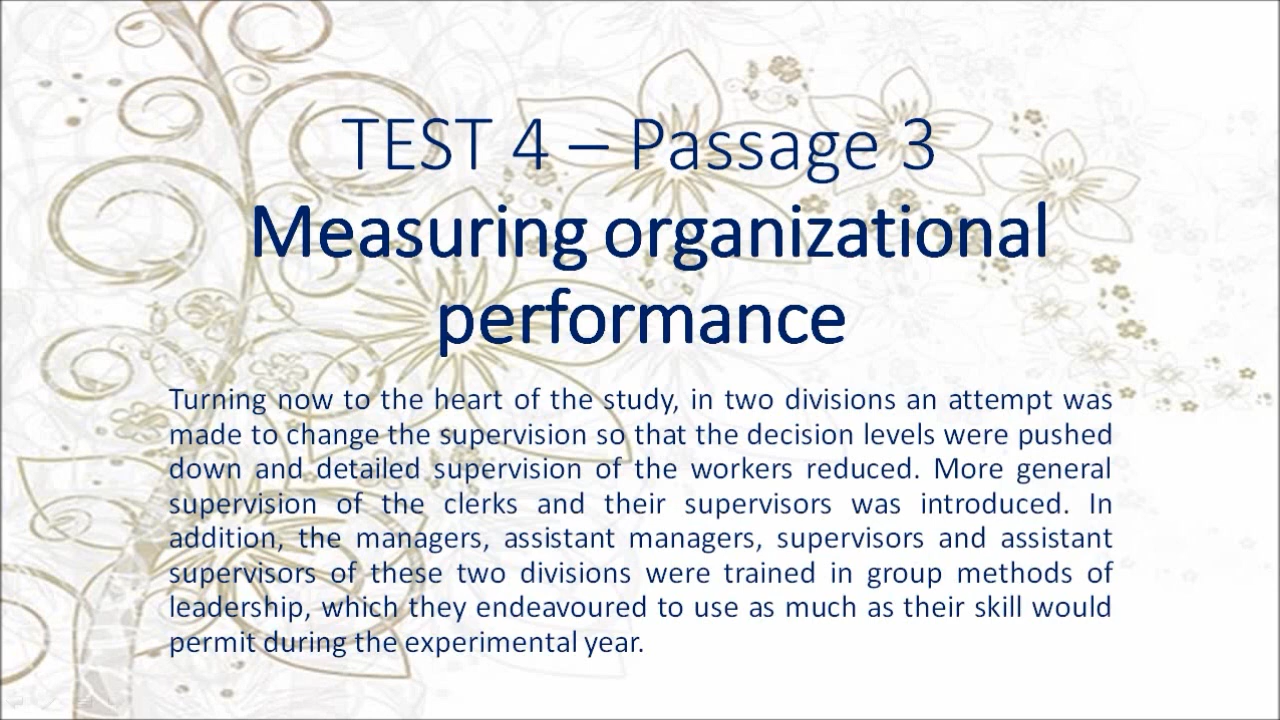 TEST 4 – Passage 3
Measuring organizational
performance
Turning now to the heart of the study, in two divisions an attempt was
made to change the supervision so that the decision levels were pushed
down and detailed supervision of the workers reduced. More general
supervision of the clerks and their supervisors was introduced. In
addition, the managers, assistant managers, supervisors and assistant
supervisors of these two divisions were trained in group methods of
leadership, which they endeavoured to use as much as their skill would
permit during the experimental year.